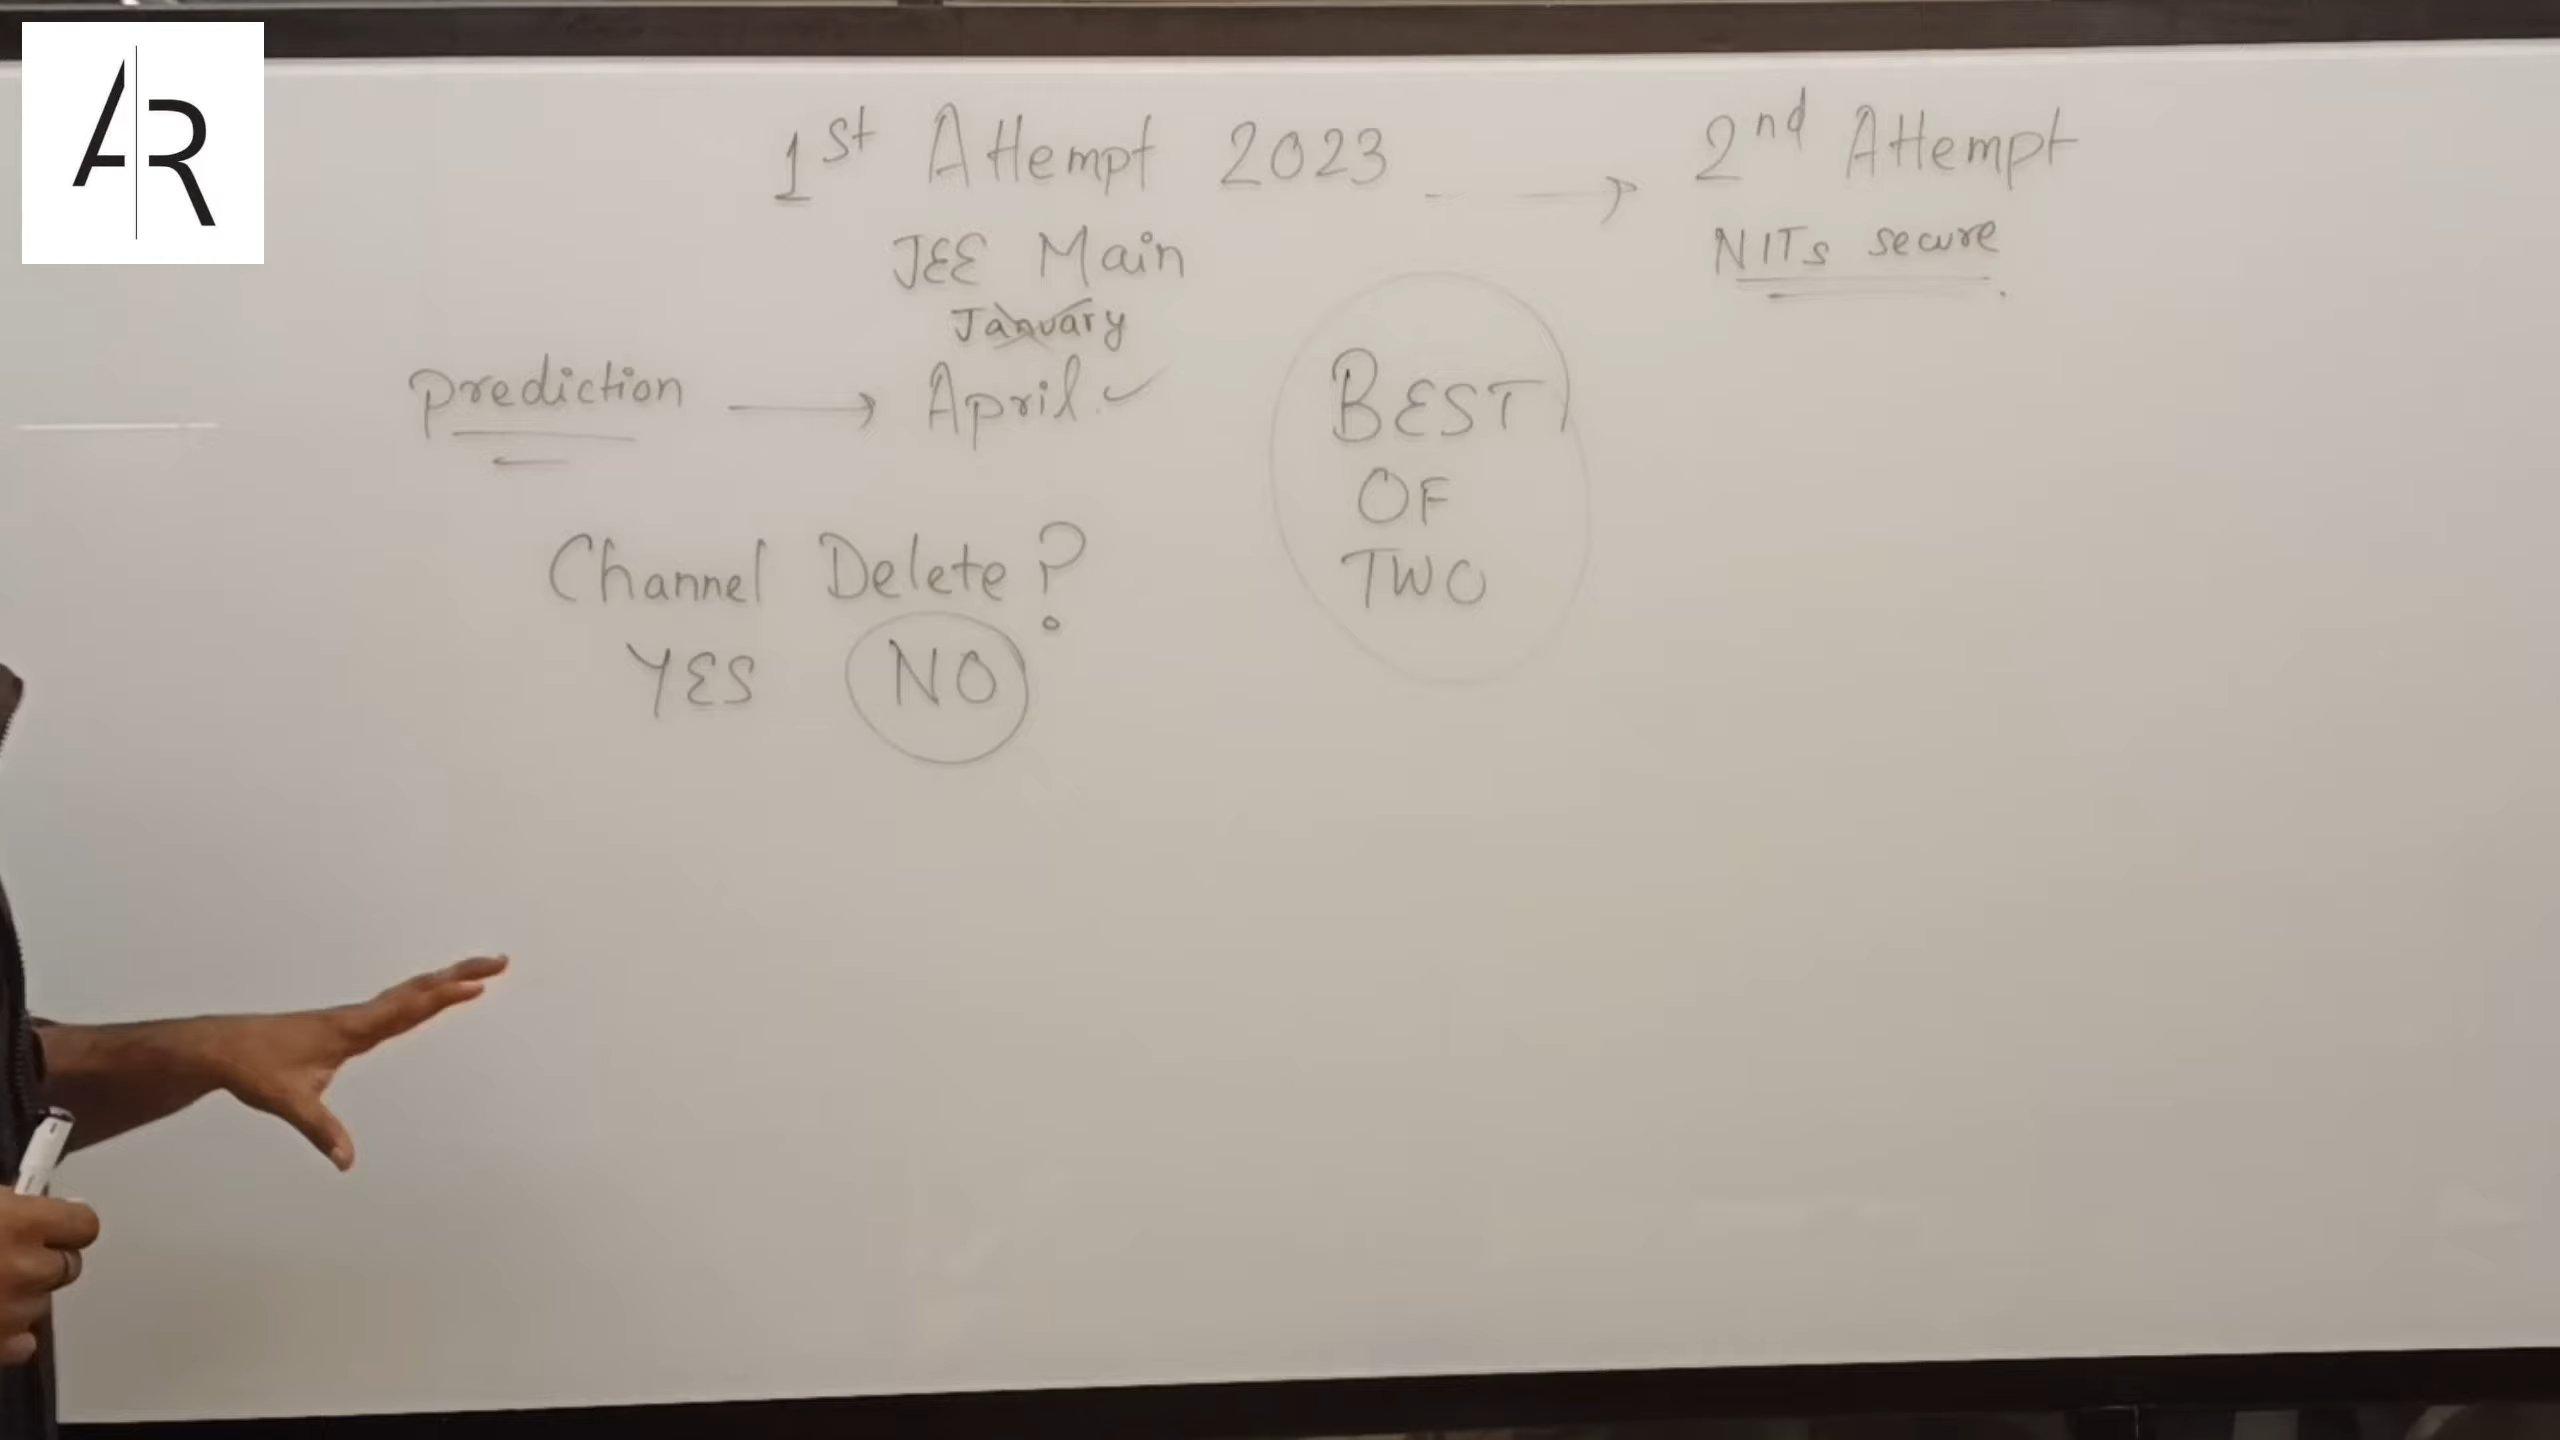 AR
1st Attempt 2023 → 2nd Attempt
JEE Main
NITs secure
January
prediction → April ✓
BEST
OF
TWO
Channel Delete?
YES NO